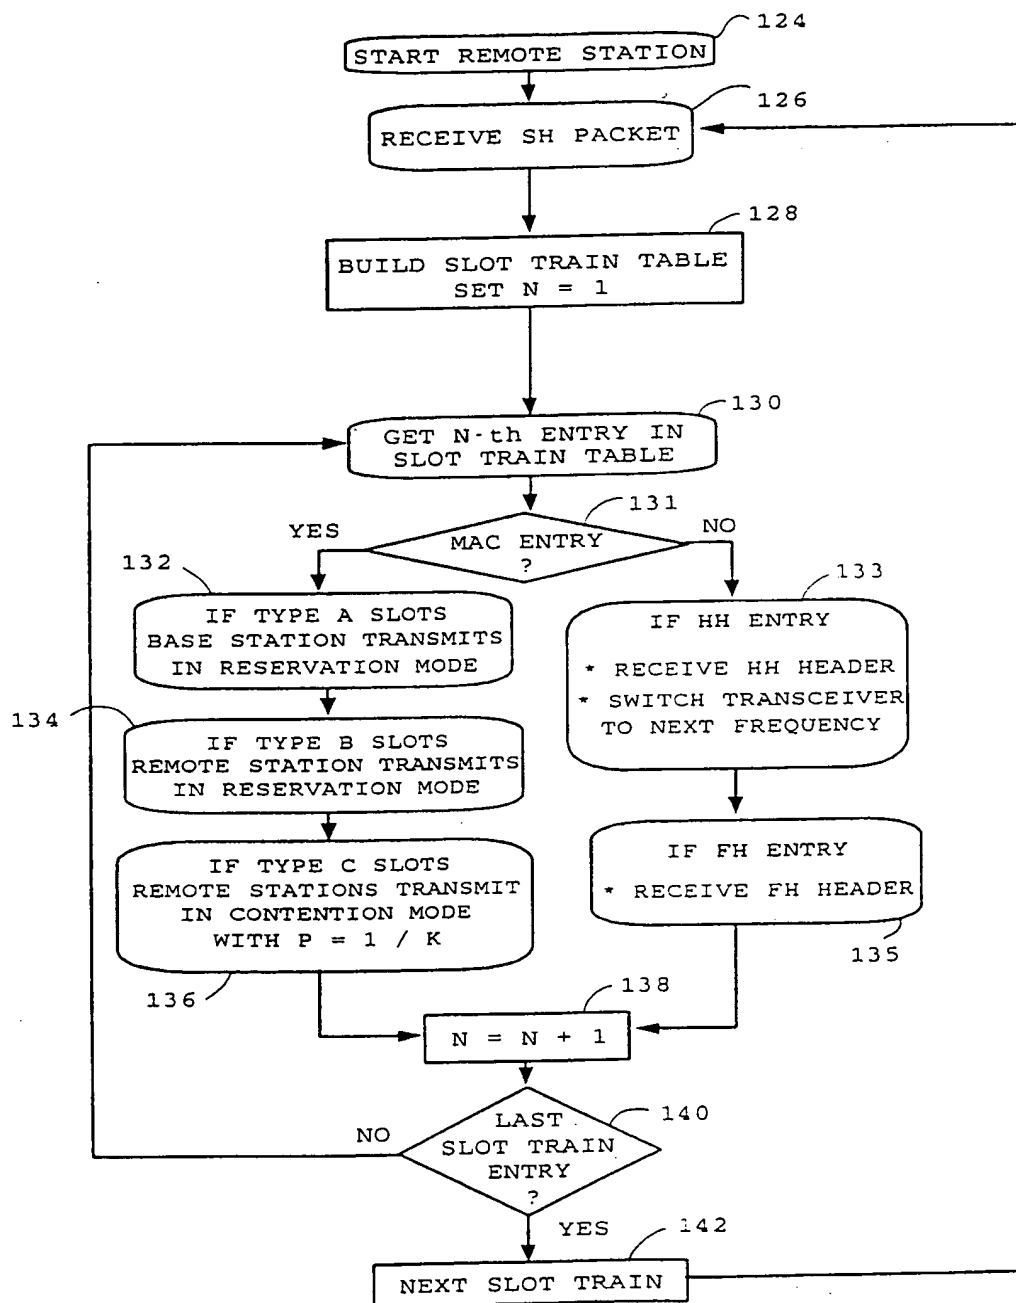 124
START REMOTE STATION
126
RECEIVE SH PACKET
128
BUILD SLOT TRAIN TABLE
SET N = 1
130
GET N-th ENTRY IN
SLOT TRAIN TABLE
131
YES
MAC ENTRY
?
NO
132
IF TYPE A SLOTS
BASE STATION TRANSMITS
IN RESERVATION MODE
133
IF HH ENTRY
* RECEIVE HH HEADER
* SWITCH TRANSCEIVER
TO NEXT FREQUENCY
134
IF TYPE B SLOTS
REMOTE STATION TRANSMITS
IN RESERVATION MODE
IF TYPE C SLOTS
REMOTE STATIONS TRANSMIT
IN CONTENTION MODE
WITH P = 1 / K
136
IF FH ENTRY
* RECEIVE FH HEADER
135
138
N = N + 1
140
LAST
SLOT TRAIN
ENTRY
?
NO
YES
142
NEXT SLOT TRAIN